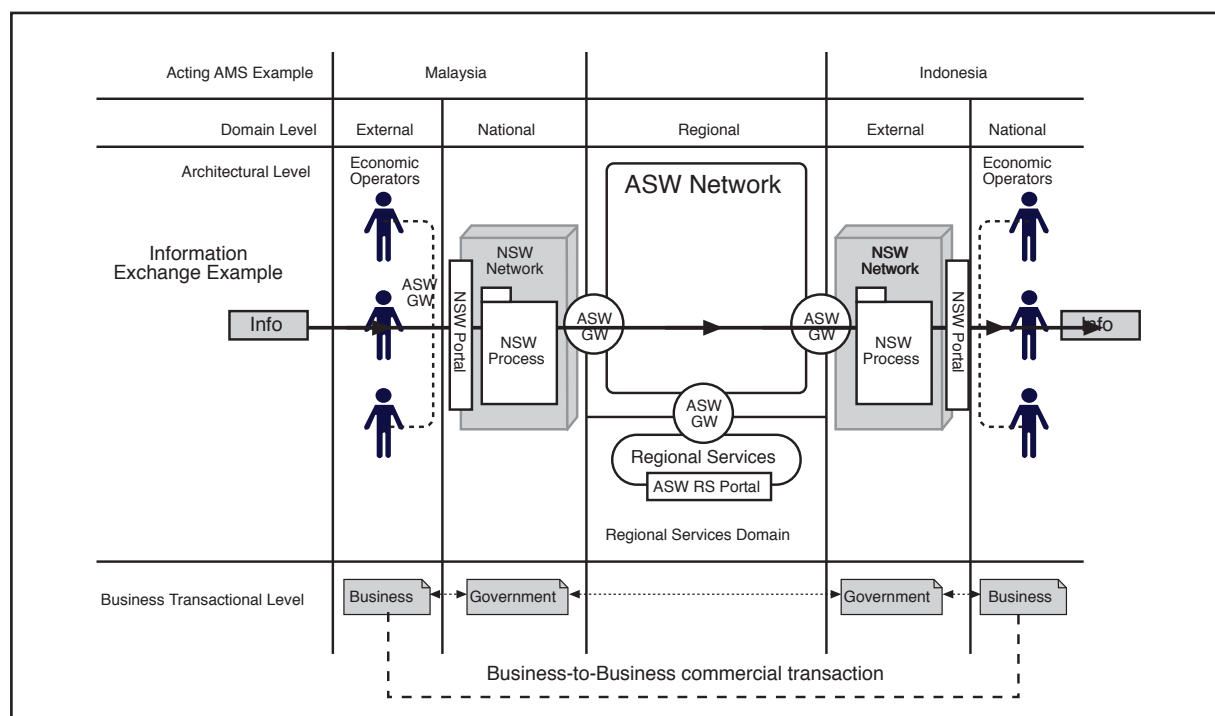 Acting AMS Example
Malaysia
Indonesia
Domain Level
External
National
Regional
External
National
Architectural Level
Economic
Operators
ASW Network
Economic
Operators
Information
Exchange Example
NSW
Network
NSW
Network
ASW
GW
Info
NSW Portal
NSW
Process
ASW
GW
ASW
GW
NSW
Process
NSW Portal
Info
ASW
GW
Regional Services
ASW RS Portal
Regional Services Domain
Business Transactional Level
Business
Government
Government
Business
Business-to-Business commercial transaction